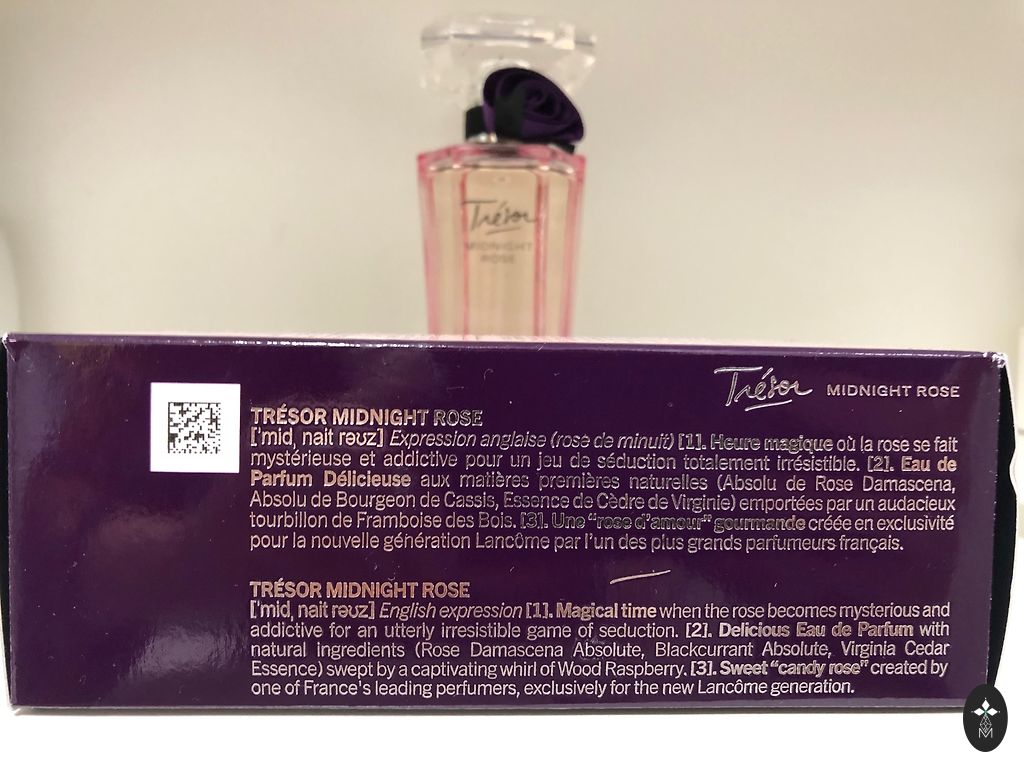 Trésor
MIDNIGHT
ROSE
Trésor MIDNIGHT ROSE
TRÉSOR MIDNIGHT ROSE
['mid, nait rəʊz] Expression anglaise (rose de minuit) [1]. Heure magique où la rose se fait
mystérieuse et addictive pour un jeu de séduction totalement irrésistible. [2]. Eau de
Parfum Délicieuse aux matières premières naturelles (Absolu de Rose Damascena,
Absolu de Bourgeon de Cassis, Essence de Cèdre de Virginie) emportées par un audacieux
tourbillon de Framboise des Bois. [3]. Une “rose d’amour” gourmande créée en exclusivité
pour la nouvelle génération Lancôme par l’un des plus grands parfumeurs français.
TRÉSOR MIDNIGHT ROSE
['mid, nait rəʊz] English expression [1]. Magical time when the rose becomes mysterious and
addictive for an utterly irresistible game of seduction. [2]. Delicious Eau de Parfum with
natural ingredients (Rose Damascena Absolute, Blackcurrant Absolute, Virginia Cedar
Essence) swept by a captivating whirl of Wood Raspberry. [3]. Sweet “candy rose” created by
one of France's leading perfumers, exclusively for the new Lancôme generation.
M